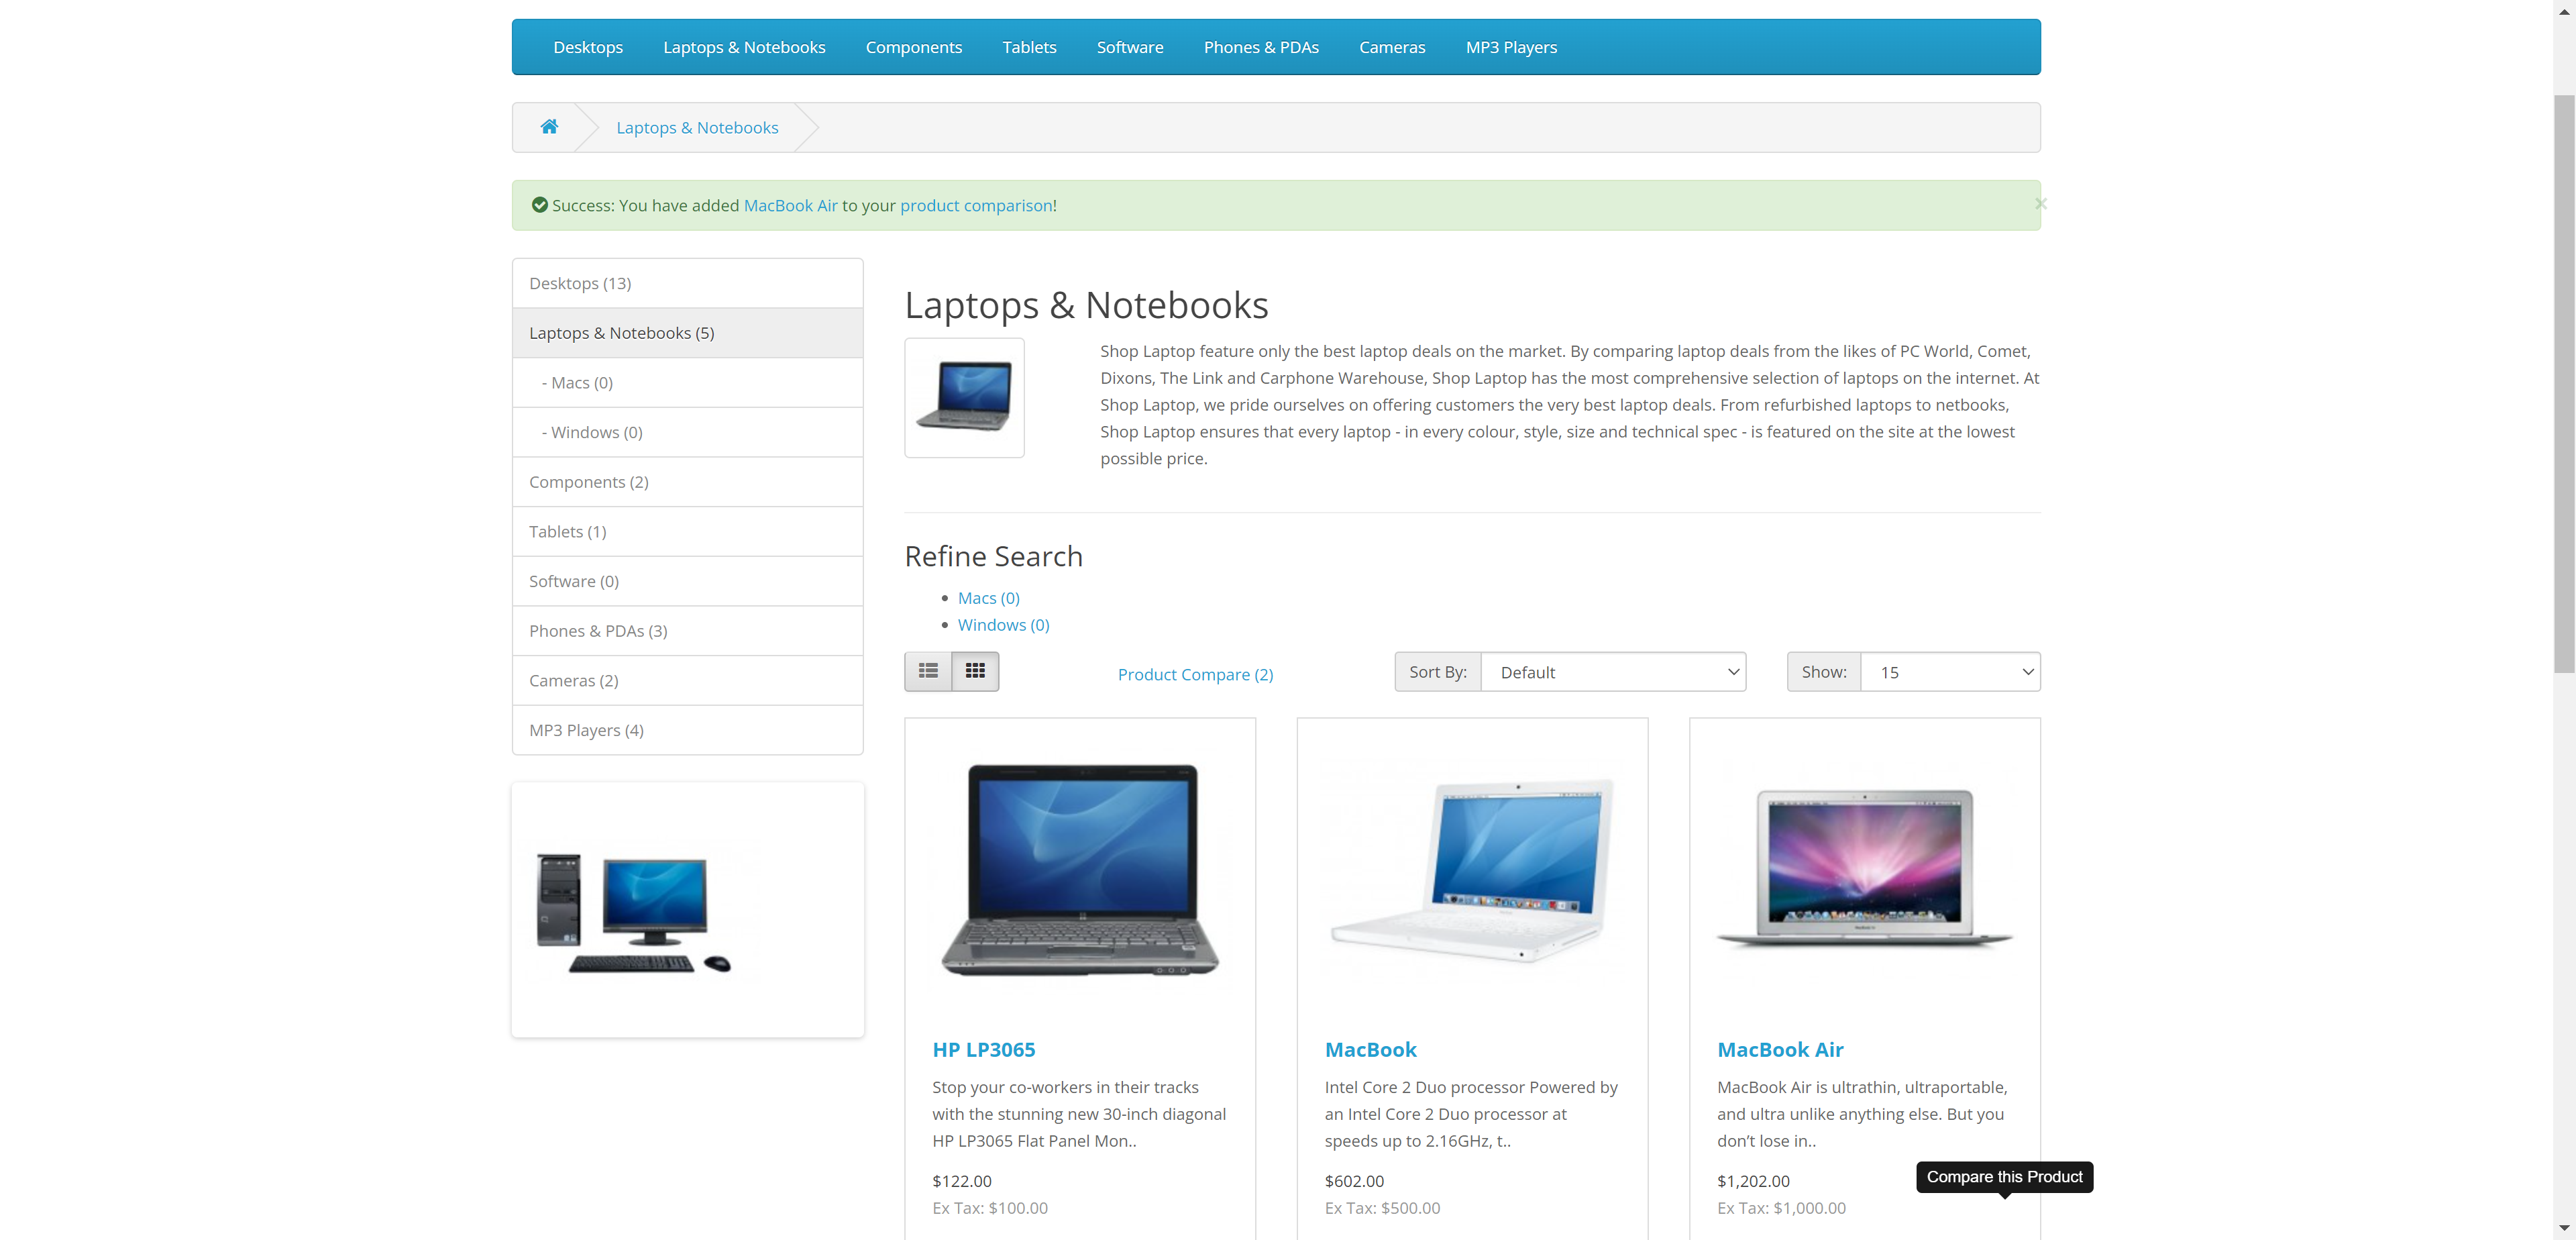 Desktops Laptops & Notebooks Components Tablets Software Phones & PDAs Cameras MP3 Players
Laptops & Notebooks
Success: You have added MacBook Air to your product comparison!
×
Desktops (13)
Laptops & Notebooks (5)
- Macs (0)
- Windows (0)
Components (2)
Tablets (1)
Software (0)
Phones & PDAs (3)
Cameras (2)
MP3 Players (4)
Laptops & Notebooks
Shop Laptop feature only the best laptop deals on the market. By comparing laptop deals from the likes of PC World, Comet,
Dixons, The Link and Carphone Warehouse, Shop Laptop has the most comprehensive selection of laptops on the internet. At
Shop Laptop, we pride ourselves on offering customers the very best laptop deals. From refurbished laptops to netbooks,
Shop Laptop ensures that every laptop - in every colour, style, size and technical spec - is featured on the site at the lowest
possible price.
Refine Search
Macs (0)
Windows (0)
Product Compare (2) Sort By: Default Show: 15
HP LP3065
Stop your co-workers in their tracks
with the stunning new 30-inch diagonal
HP LP3065 Flat Panel Mon..
$122.00
Ex Tax: $100.00
MacBook
Intel Core 2 Duo processor Powered by
an Intel Core 2 Duo processor at
speeds up to 2.16GHz, t..
$602.00
Ex Tax: $500.00
MacBook Air
MacBook Air is ultrathin, ultraportable,
and ultra unlike anything else. But you
don’t lose in..
Compare this Product
$1,202.00
Ex Tax: $1,000.00